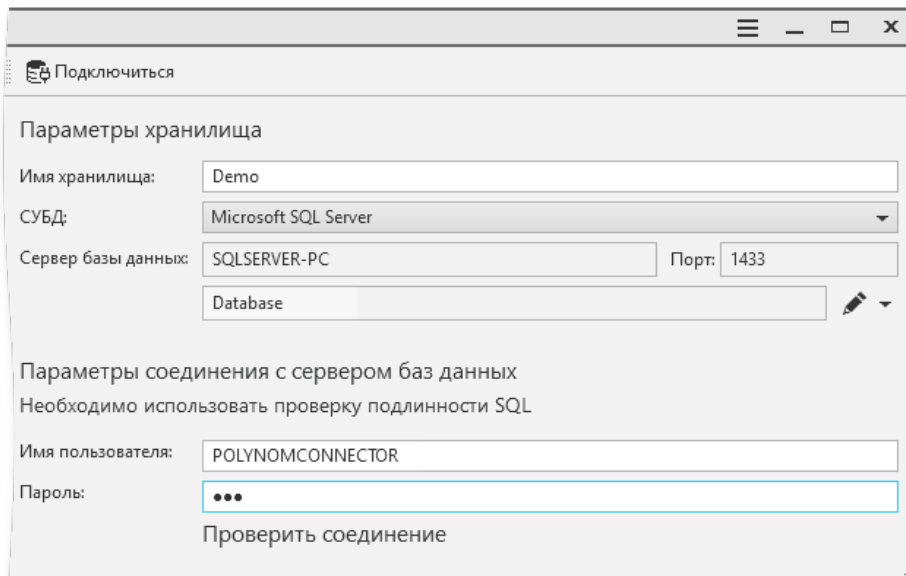 Подключиться
Параметры хранилища
Имя хранилища: Demo
СУБД: Microsoft SQL Server
Сервер базы данных: SQLSERVER-PC Порт: 1433
Database
Параметры соединения с сервером баз данных
Необходимо использовать проверку подлинности SQL
Имя пользователя: POLYNOMCONNECTOR
Пароль: •••
Проверить соединение